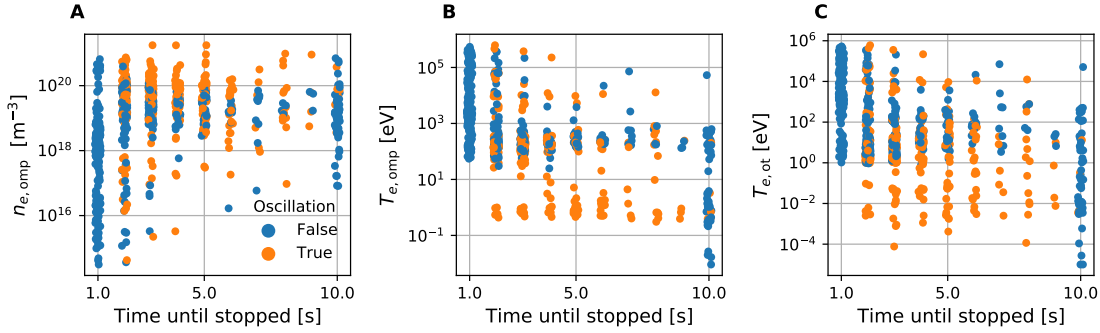 A
B
C
n_{e, omp} [m^{-3}]
10^{20}
10^{18}
10^{16}
Oscillation
False
True
1.0 5.0 10.0
Time until stopped [s]
T_{e, omp} [eV]
10^5
10^3
10^1
10^{−1}
1.0 5.0 10.0
Time until stopped [s]
T_{e, ot} [eV]
10^6
10^4
10^2
10^0
10^{−2}
10^{−4}
1.0 5.0 10.0
Time until stopped [s]